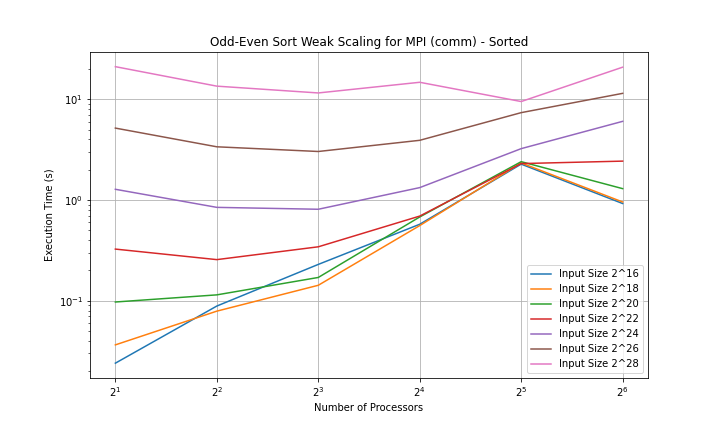 Odd-Even Sort Weak Scaling for MPI (comm) - Sorted
Execution Time (s)
10^1
10^0
10^-1
Input Size 2^16
Input Size 2^18
Input Size 2^20
Input Size 2^22
Input Size 2^24
Input Size 2^26
Input Size 2^28
2^1 2^2 2^3 2^4 2^5 2^6
Number of Processors